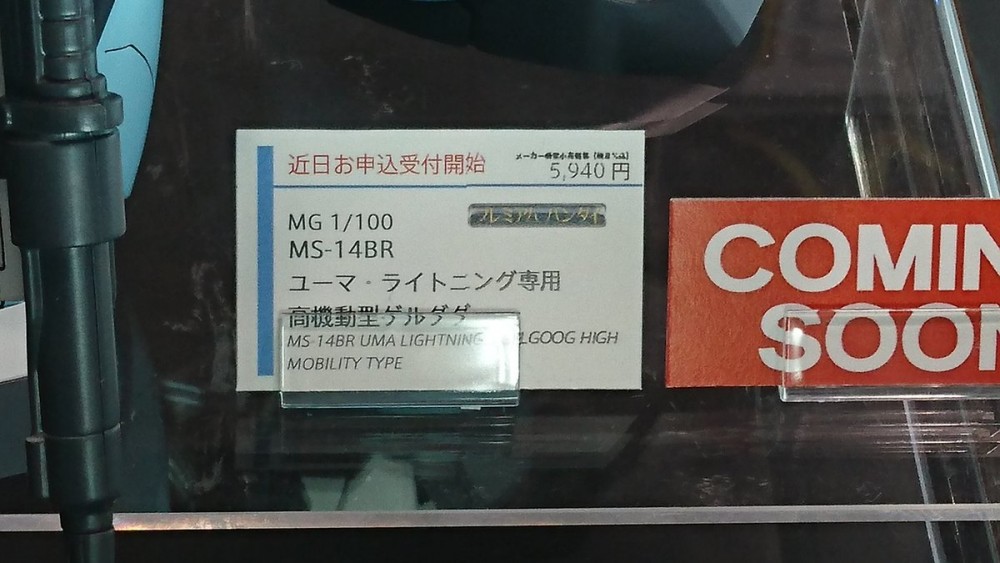 近日お申込受付開始
メーカー希望小売価格 [税8%込]
5,940 円
プレミアム バンダイ
MG 1/100
MS-14BR
ユーマ・ライトニング専用
高機動型ゲルググ
MS-14BR UMA LIGHTNING LGOOG HIGH
MOBILITY TYPE
COMIN
SOON